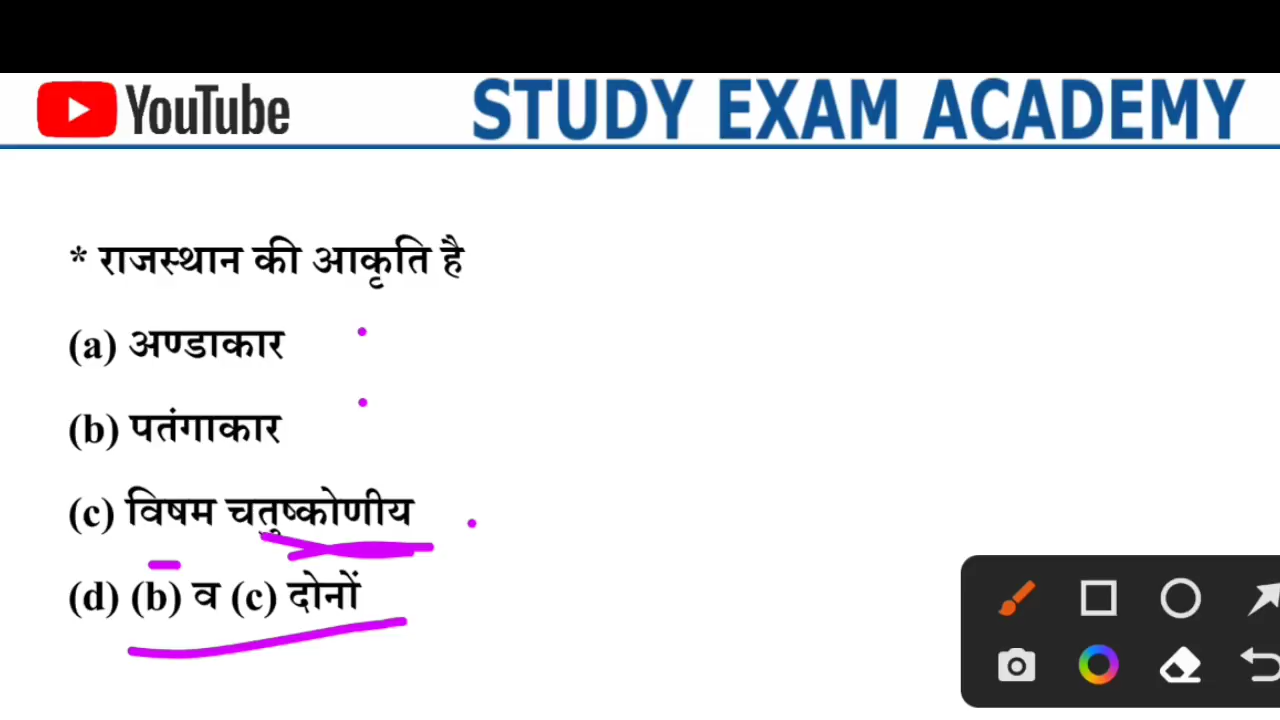 YouTube STUDY EXAM ACADEMY
* राजस्थान की आकृति है
(a) अण्डाकार
(b) पतंगाकार
(c) विषम चतुष्कोणीय
(d) (b) व (c) दोनों